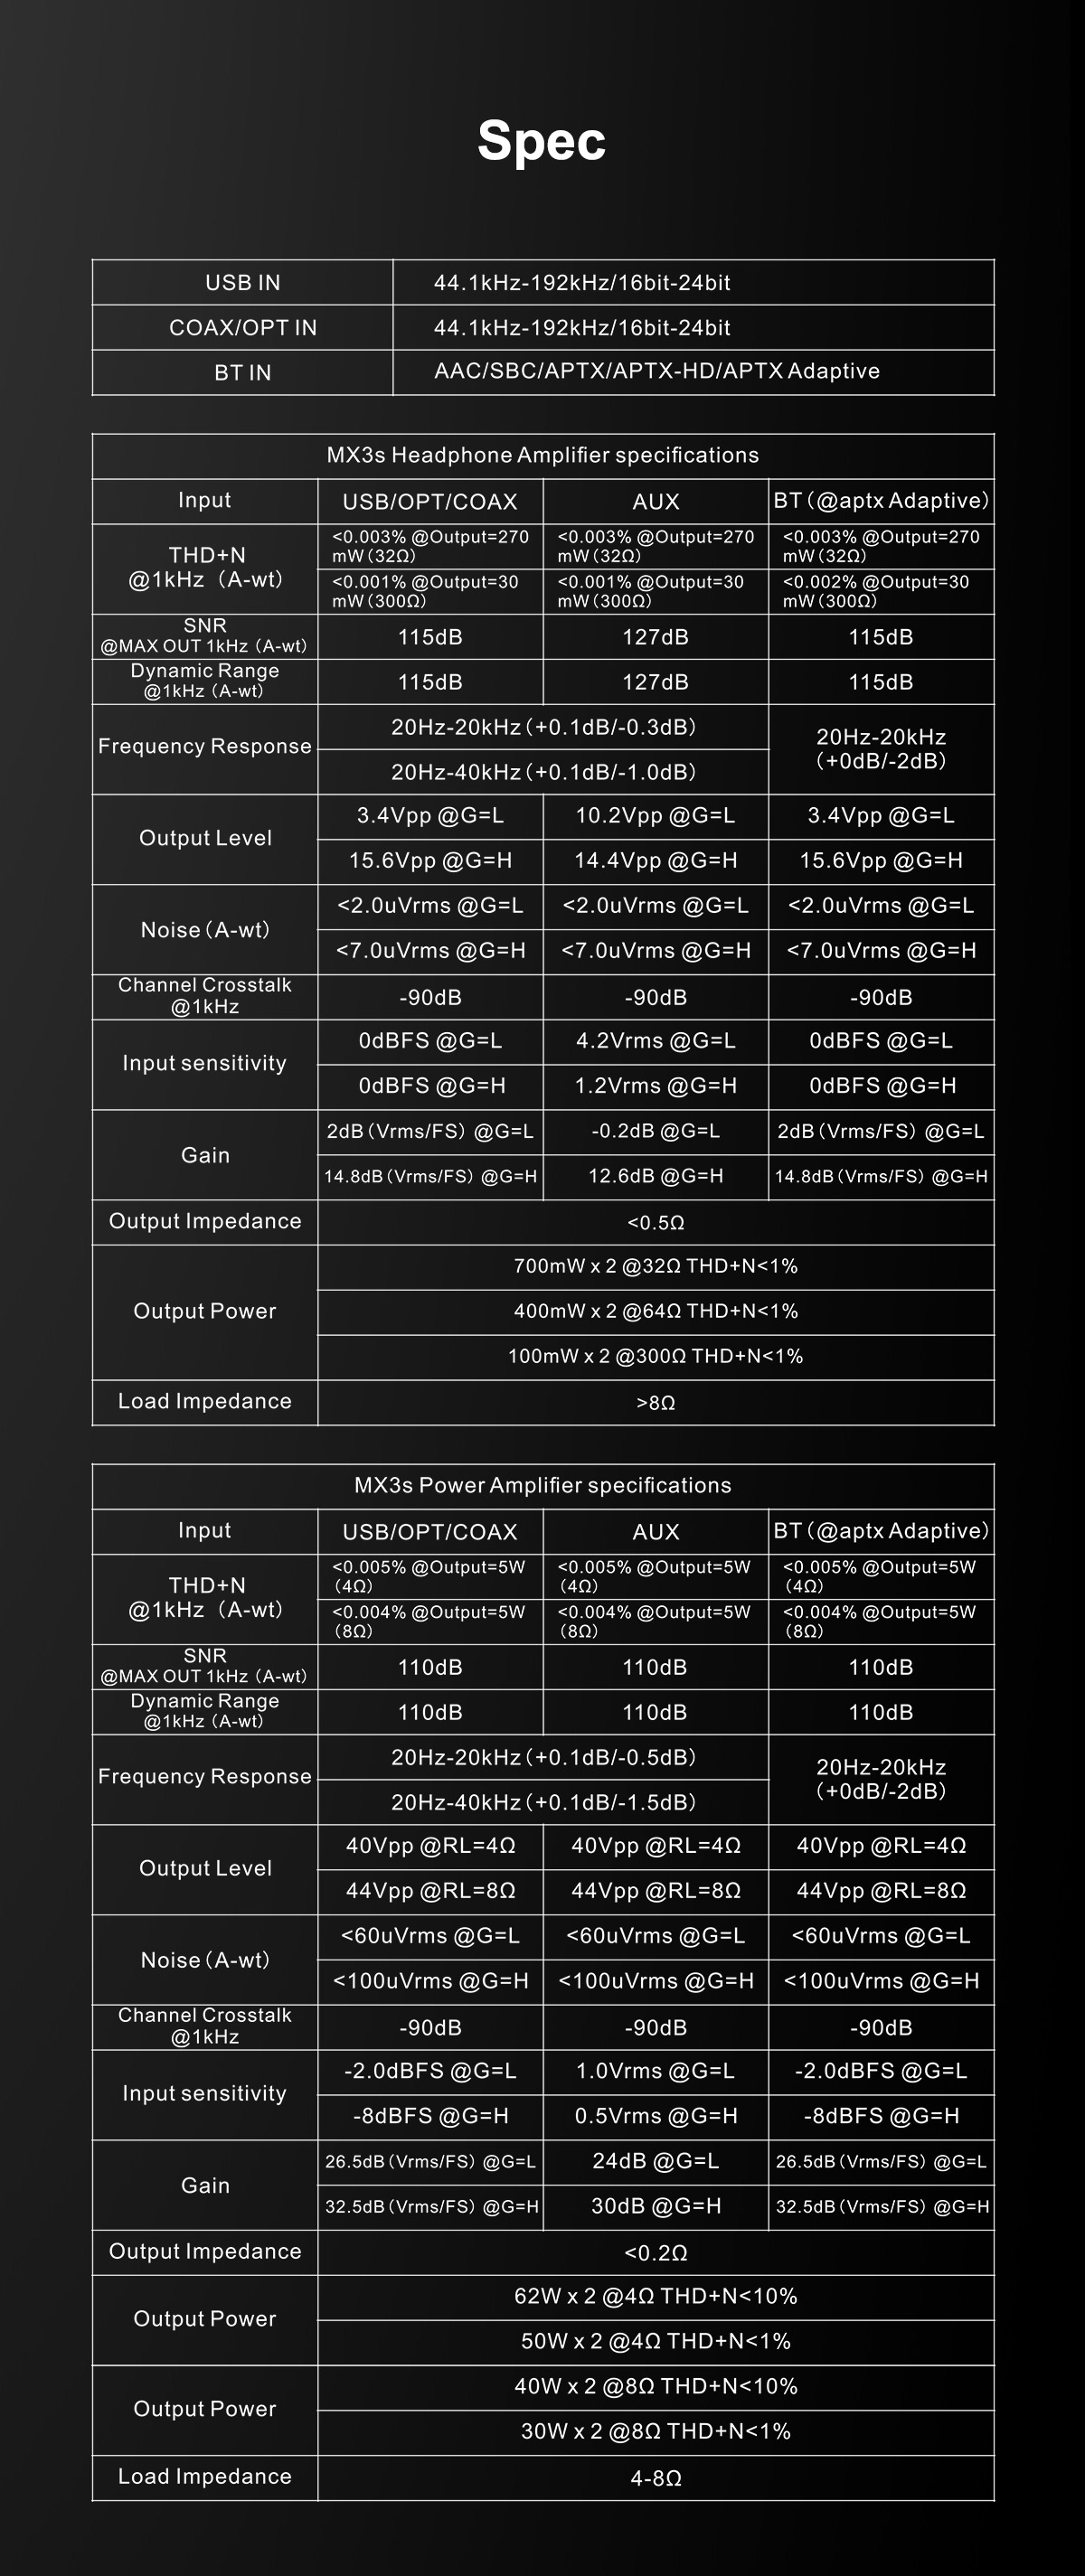 Spec
USB IN
44.1kHz-192kHz/16bit-24bit
COAX/OPT IN
44.1kHz-192kHz/16bit-24bit
BT IN
AAC/SBC/APTX/APTX-HD/APTX Adaptive
MX3s Headphone Amplifier specifications
Input
USB/OPT/COAX
AUX
BT（@aptx Adaptive）
THD+N
@1kHz（A-wt）
<0.003% @Output=270
mW（32Ω）
<0.003% @Output=270
mW（32Ω）
<0.003% @Output=270
mW（32Ω）
<0.001% @Output=30
mW（300Ω）
<0.001% @Output=30
mW（300Ω）
<0.002% @Output=30
mW（300Ω）
SNR
@MAX OUT 1kHz（A-wt）
115dB
127dB
115dB
Dynamic Range
@1kHz（A-wt）
115dB
127dB
115dB
Frequency Response
20Hz-20kHz（+0.1dB/-0.3dB）
20Hz-40kHz（+0.1dB/-1.0dB）
20Hz-20kHz
（+0dB/-2dB）
Output Level
3.4Vpp @G=L
10.2Vpp @G=L
3.4Vpp @G=L
15.6Vpp @G=H
14.4Vpp @G=H
15.6Vpp @G=H
Noise（A-wt）
<2.0uVrms @G=L
<2.0uVrms @G=L
<2.0uVrms @G=L
<7.0uVrms @G=H
<7.0uVrms @G=H
<7.0uVrms @G=H
Channel Crosstalk
@1kHz
-90dB
-90dB
-90dB
Input sensitivity
0dBFS @G=L
4.2Vrms @G=L
0dBFS @G=L
0dBFS @G=H
1.2Vrms @G=H
0dBFS @G=H
Gain
2dB（Vrms/FS）@G=L
-0.2dB @G=L
2dB（Vrms/FS）@G=L
14.8dB（Vrms/FS）@G=H
12.6dB @G=H
14.8dB（Vrms/FS）@G=H
Output Impedance
<0.5Ω
Output Power
700mW x 2 @32Ω THD+N<1%
400mW x 2 @64Ω THD+N<1%
100mW x 2 @300Ω THD+N<1%
Load Impedance
>8Ω
MX3s Power Amplifier specifications
Input
USB/OPT/COAX
AUX
BT（@aptx Adaptive）
THD+N
@1kHz（A-wt）
<0.005% @Output=5W
（4Ω）
<0.005% @Output=5W
（4Ω）
<0.005% @Output=5W
（4Ω）
<0.004% @Output=5W
（8Ω）
<0.004% @Output=5W
（8Ω）
<0.004% @Output=5W
（8Ω）
SNR
@MAX OUT 1kHz（A-wt）
110dB
110dB
110dB
Dynamic Range
@1kHz（A-wt）
110dB
110dB
110dB
Frequency Response
20Hz-20kHz（+0.1dB/-0.5dB）
20Hz-40kHz（+0.1dB/-1.5dB）
20Hz-20kHz
（+0dB/-2dB）
Output Level
40Vpp @RL=4Ω
40Vpp @RL=4Ω
40Vpp @RL=4Ω
44Vpp @RL=8Ω
44Vpp @RL=8Ω
44Vpp @RL=8Ω
Noise（A-wt）
<60uVrms @G=L
<60uVrms @G=L
<60uVrms @G=L
<100uVrms @G=H
<100uVrms @G=H
<100uVrms @G=H
Channel Crosstalk
@1kHz
-90dB
-90dB
-90dB
Input sensitivity
-2.0dBFS @G=L
1.0Vrms @G=L
-2.0dBFS @G=L
-8dBFS @G=H
0.5Vrms @G=H
-8dBFS @G=H
Gain
26.5dB（Vrms/FS）@G=L
24dB @G=L
26.5dB（Vrms/FS）@G=L
32.5dB（Vrms/FS）@G=H
30dB @G=H
32.5dB（Vrms/FS）@G=H
Output Impedance
<0.2Ω
Output Power
62W x 2 @4Ω THD+N<10%
50W x 2 @4Ω THD+N<1%
Output Power
40W x 2 @8Ω THD+N<10%
30W x 2 @8Ω THD+N<1%
Load Impedance
4-8Ω